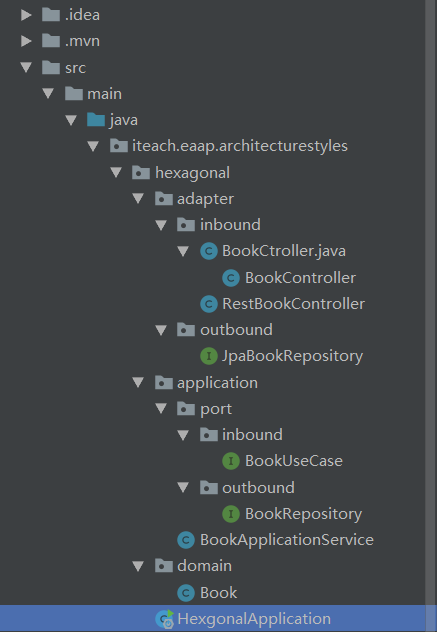 .idea
.mvn
src
main
java
iteach.eaap.architecturestyles
hexagonal
adapter
inbound
BookCtroller.java
BookController
RestBookController
outbound
JpaBookRepository
application
port
inbound
BookUseCase
outbound
BookRepository
BookApplicationService
domain
Book
HexgonalApplication